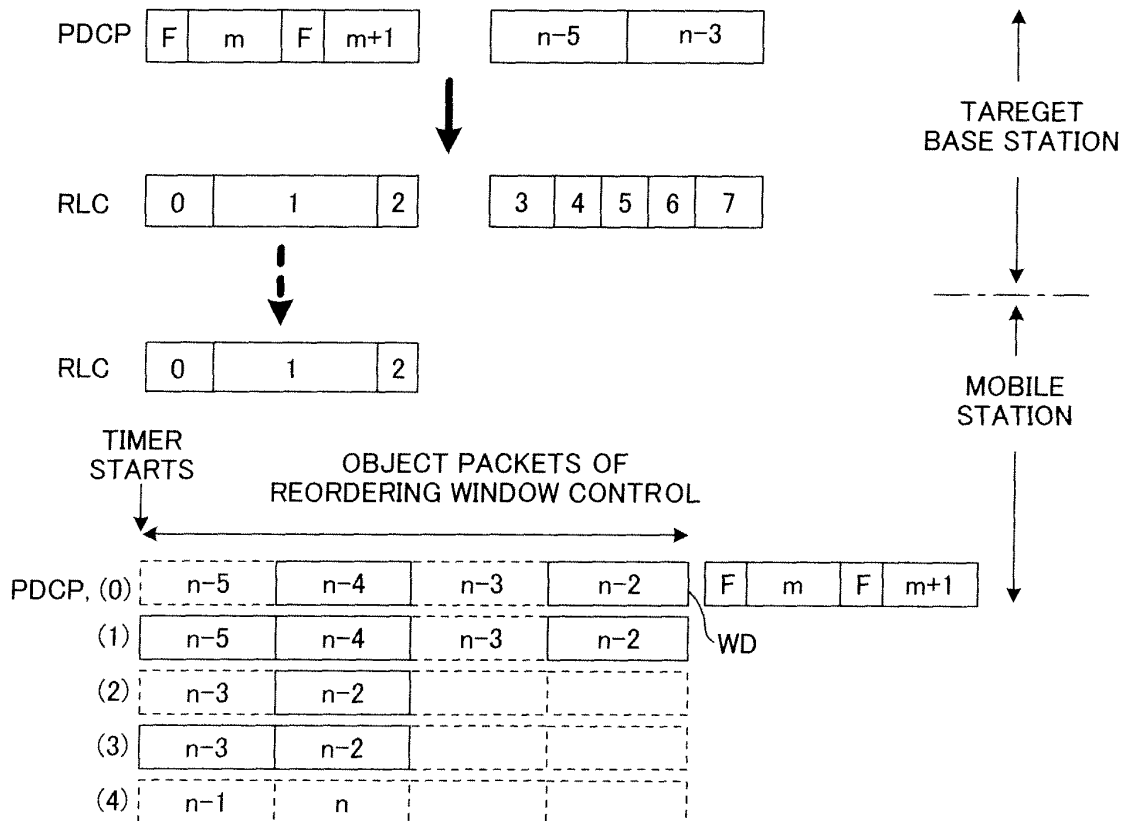 PDCP F m F m+1 n-5 n-3
TAREGET
BASE STATION
RLC 0 1 2 3 4 5 6 7
RLC 0 1 2
MOBILE
STATION
TIMER
STARTS
OBJECT PACKETS OF
REORDERING WINDOW CONTROL
PDCP, (0) n-5 n-4 n-3 n-2 F m F m+1
(1) n-5 n-4 n-3 n-2 WD
(2) n-3 n-2
(3) n-3 n-2
(4) n-1 n